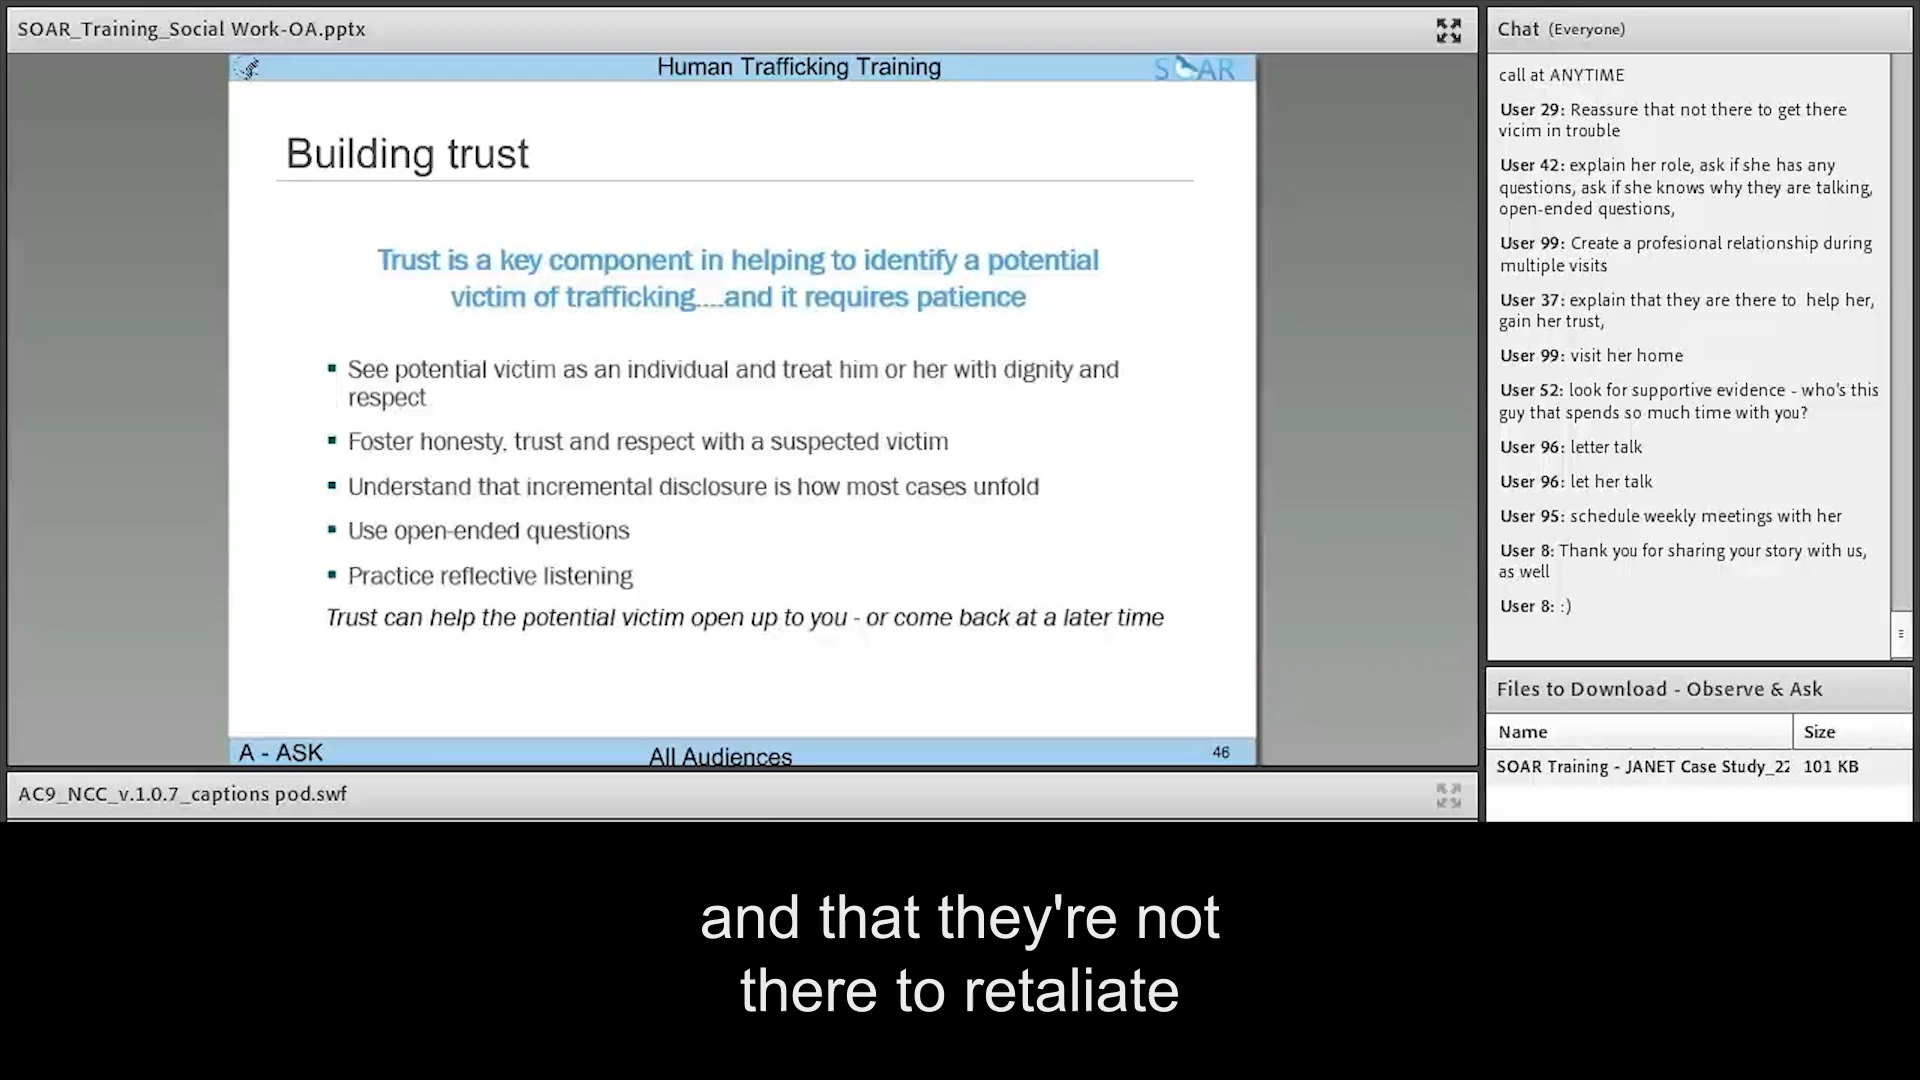 SOAR_Training_Social Work-OA.pptx
Human Trafficking Training
SOAR
Building trust
Trust is a key component in helping to identify a potential
victim of trafficking....and it requires patience
▪ See potential victim as an individual and treat him or her with dignity and
respect
▪ Foster honesty, trust and respect with a suspected victim
▪ Understand that incremental disclosure is how most cases unfold
▪ Use open-ended questions
▪ Practice reflective listening
Trust can help the potential victim open up to you - or come back at a later time
A - ASK
All Audiences
46
AC9_NCC_v.1.0.7_captions pod.swf
and that they're not
there to retaliate
Chat (Everyone)
call at ANYTIME
User 29: Reassure that not there to get there
vicim in trouble
User 42: explain her role, ask if she has any
questions, ask if she knows why they are talking,
open-ended questions,
User 99: Create a profesional relationship during
multiple visits
User 37: explain that they are there to  help her,
gain her trust,
User 99: visit her home
User 52: look for supportive evidence - who's this
guy that spends so much time with you?
User 96: letter talk
User 96: let her talk
User 95: schedule weekly meetings with her
User 8: Thank you for sharing your story with us,
as well
User 8: :)
Files to Download - Observe & Ask
Name
Size
SOAR Training - JANET Case Study_22
101 KB